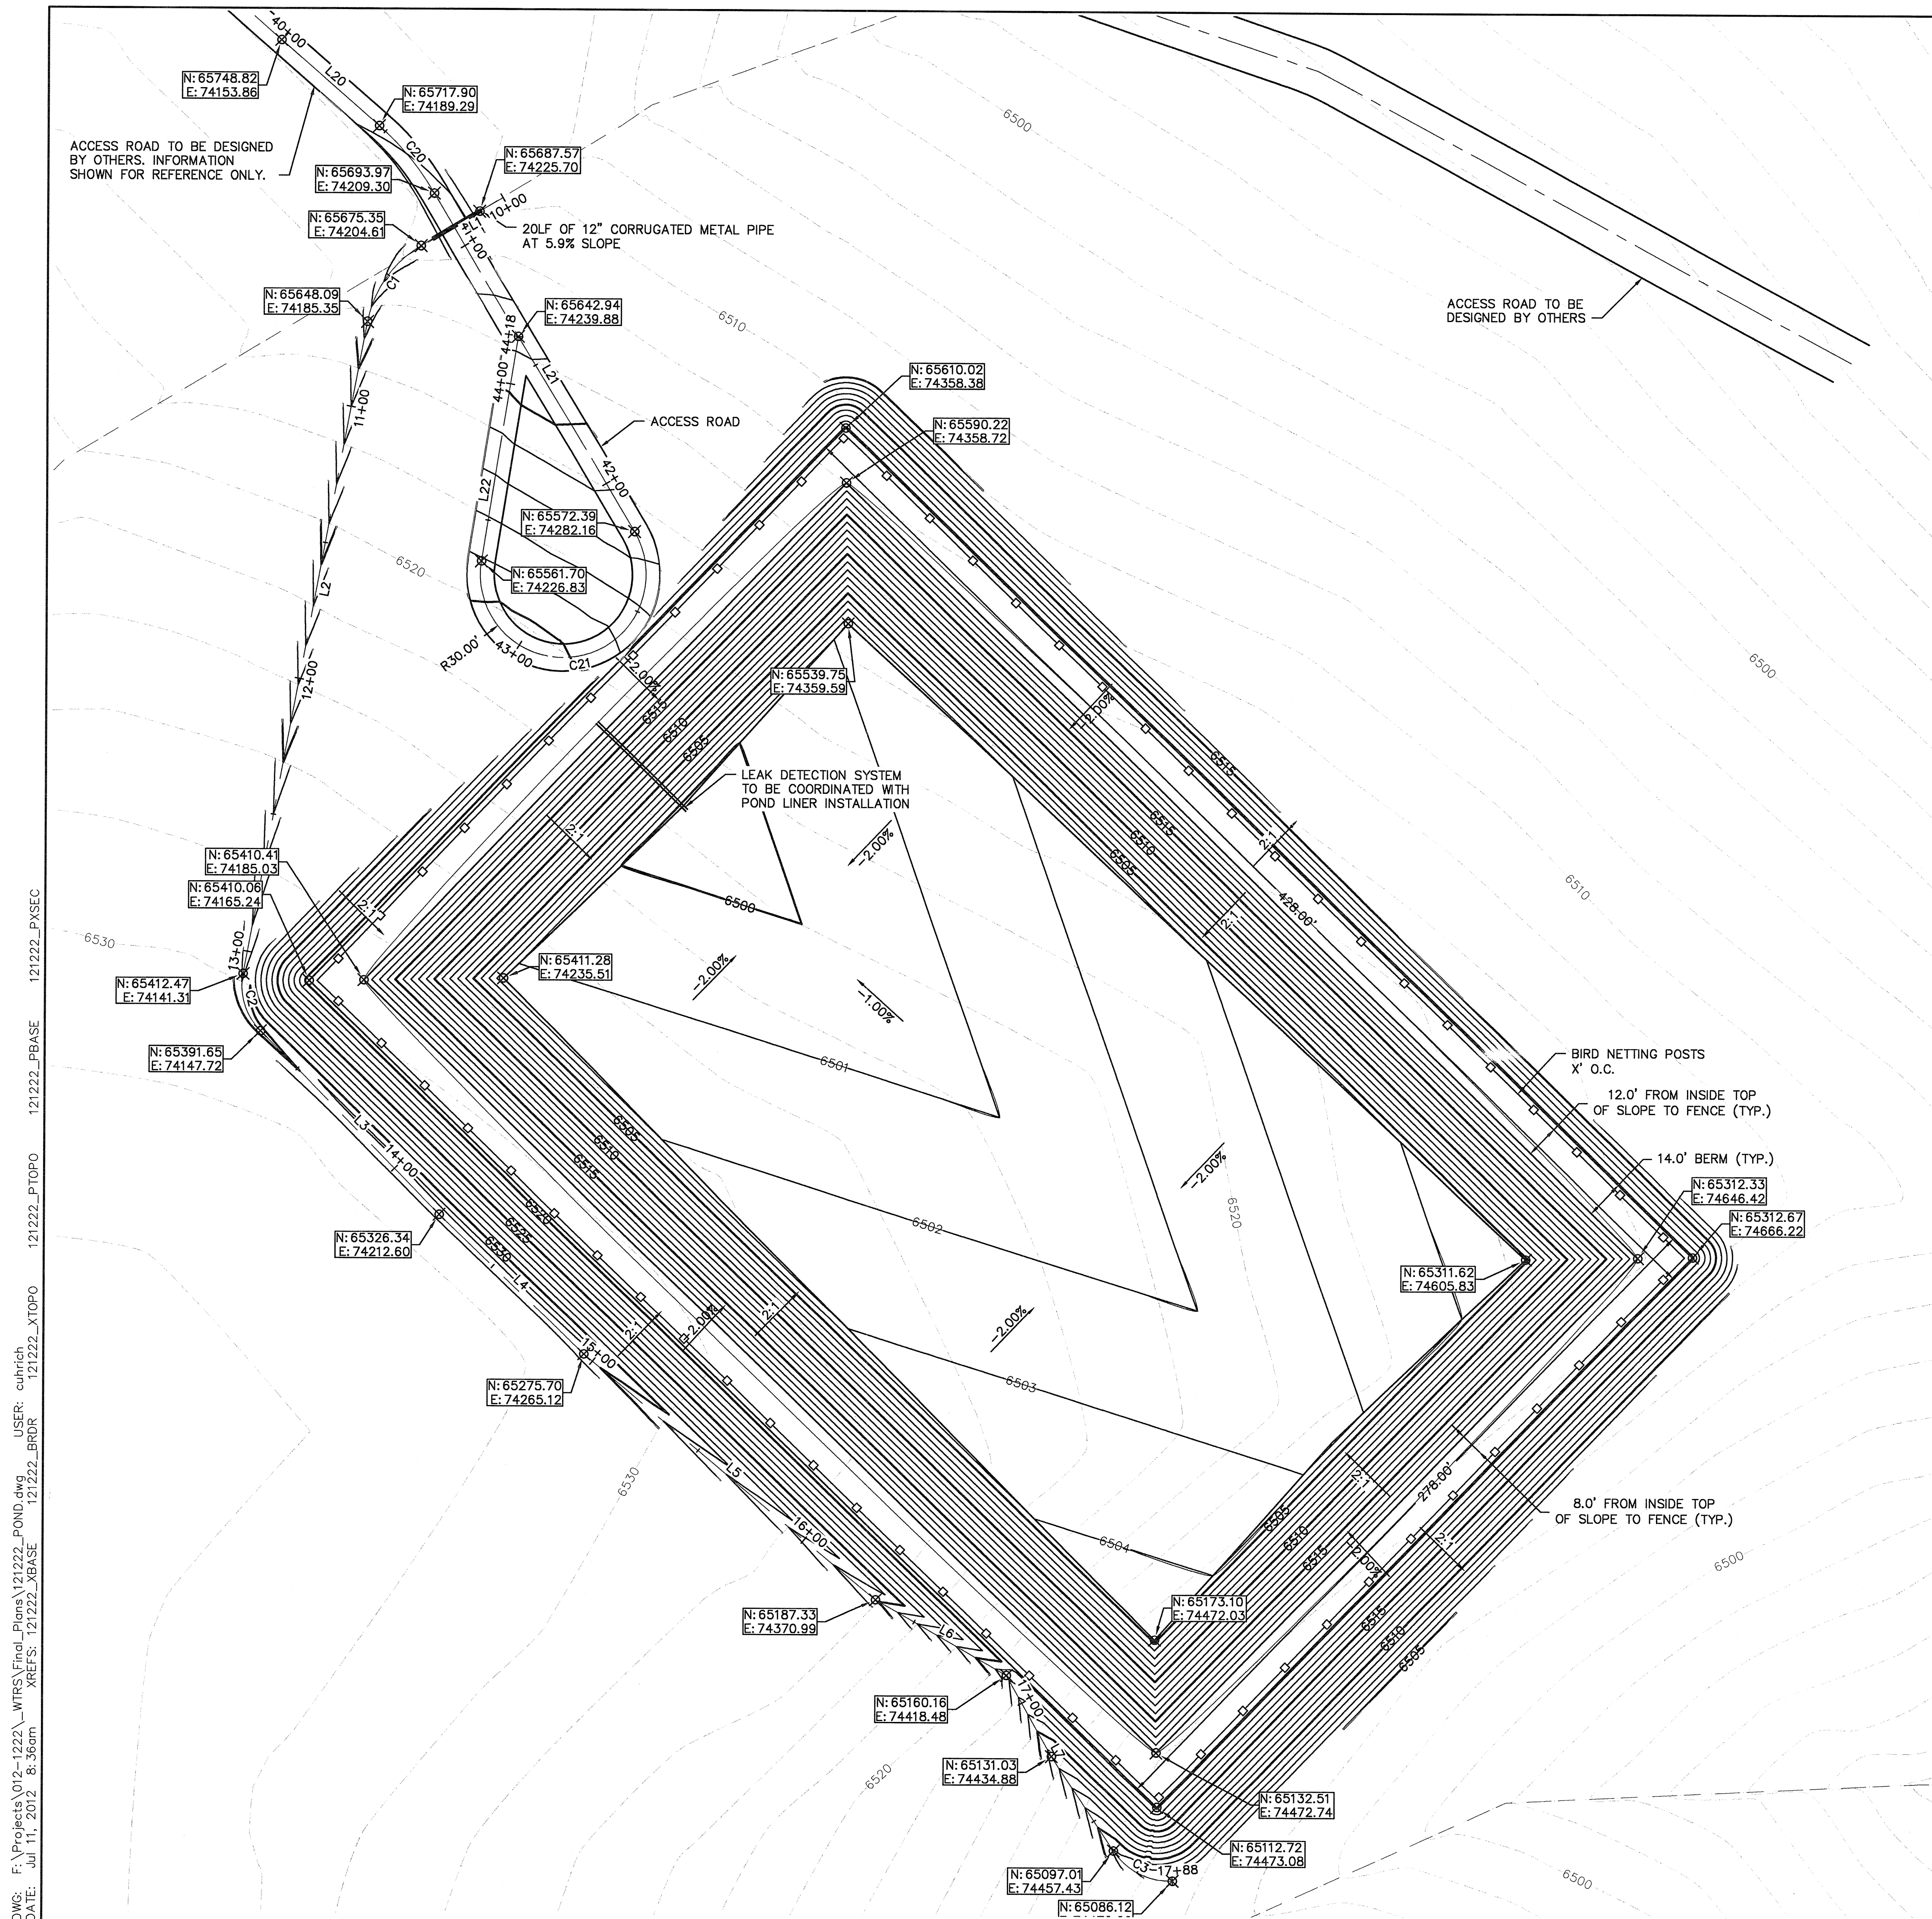 40+00
L20
N: 65748.82
E: 74153.86
N: 65717.90
E: 74189.29
ACCESS ROAD TO BE DESIGNED
BY OTHERS. INFORMATION
SHOWN FOR REFERENCE ONLY.
C20
N: 65693.97
E: 74209.30
N: 65687.57
E: 74225.70
L1
10+00
N: 65675.35
E: 74204.61
41+00
20LF OF 12" CORRUGATED METAL PIPE
AT 5.9% SLOPE
6500
C1
N: 65648.09
E: 74185.35
N: 65642.94
E: 74239.88
6510
ACCESS ROAD TO BE
DESIGNED BY OTHERS
44+18
44+00
L21
11+00
ACCESS ROAD
N: 65610.02
E: 74358.38
N: 65590.22
E: 74358.72
42+00
L22
N: 65572.39
E: 74282.16
6520
L2
N: 65561.70
E: 74226.83
R30.00'
43+00
C21
-2.00%
12+00
N: 65539.75
E: 74359.59
6500
6515
6510
6505
-2.00%
6515
LEAK DETECTION SYSTEM
TO BE COORDINATED WITH
POND LINER INSTALLATION
2:1
-2.00%
6515
6510
6505
2:1
N: 65410.41
E: 74185.03
N: 65410.06
E: 74165.24
2:1
6500
2:1
428.00'
6510
6530
13+00
N: 65412.47
E: 74141.31
C2
N: 65411.28
E: 74235.51
-2.00%
-1.00%
N: 65391.65
E: 74147.72
6501
BIRD NETTING POSTS
X' O.C.
12.0' FROM INSIDE TOP
OF SLOPE TO FENCE (TYP.)
L3
14+00
6505
6510
6515
-2.00%
14.0' BERM (TYP.)
N: 65312.33
E: 74646.42
N: 65312.67
E: 74666.22
6520
6525
6530
N: 65326.34
E: 74212.60
6502
6520
N: 65311.62
E: 74605.83
L4
2:1
-2.00%
2:1
-2.00%
15+00
N: 65275.70
E: 74265.12
6503
6530
L5
2:1
278.00'
8.0' FROM INSIDE TOP
OF SLOPE TO FENCE (TYP.)
16+00
6504
6505
6510
6515
-2.00%
2:1
6500
N: 65187.33
E: 74370.99
L6
N: 65173.10
E: 74472.03
6515
6510
6505
N: 65160.16
E: 74418.48
17+00
L7
N: 65131.03
E: 74434.88
6520
N: 65132.51
E: 74472.74
N: 65112.72
E: 74473.08
N: 65097.01
E: 74457.43
C3
17+88
N: 65086.12
6500
DWG: F:\Projects\012-1222\_WTRS\Final_Plans\121222_POND.dwg USER: cuhrich
DATE: Jul 11, 2012 8:36am XREFS: 121222_XBASE 121222_BRDR 121222_XTOPO 121222_PTOPO 121222_PBASE 121222_PXSEC